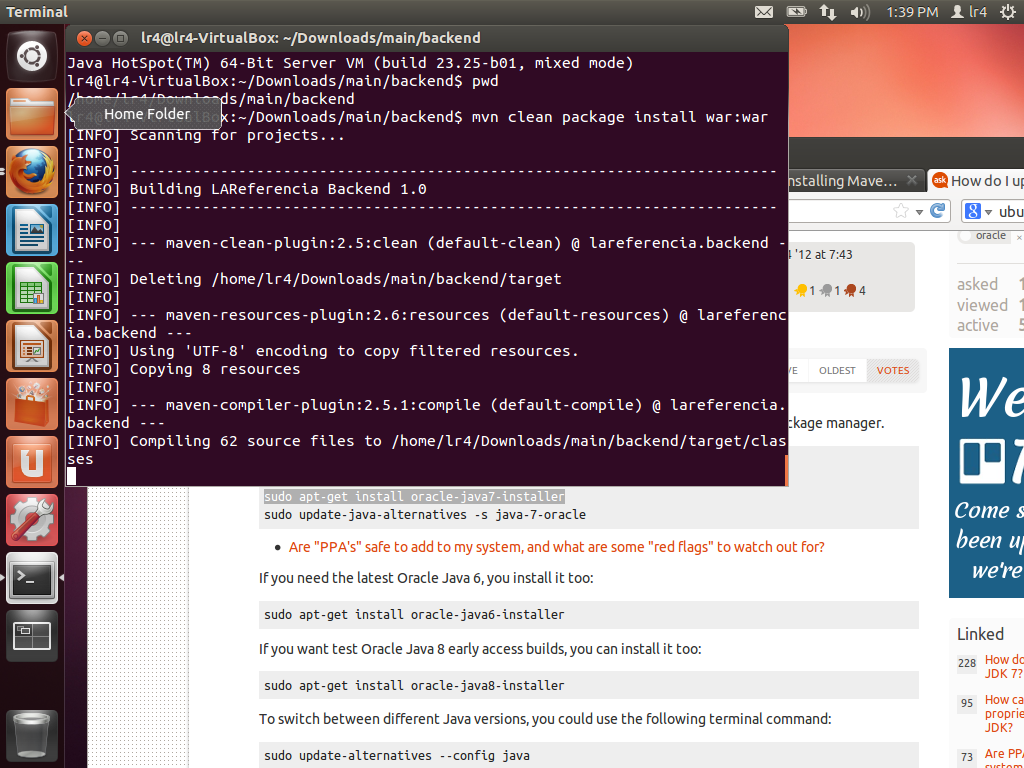 Terminal
1:39 PM
lr4
lr4@lr4-VirtualBox: ~/Downloads/main/backend
Java HotSpot(TM) 64-Bit Server VM (build 23.25-b01, mixed mode)
lr4@lr4-VirtualBox:~/Downloads/main/backend$ pwd
/home/lr4/Downloads/main/backend
Home Folder
lr4@lr4-VirtualBox:~/Downloads/main/backend$ mvn clean package install war:war
[INFO] Scanning for projects...
[INFO]
[INFO] ------------------------------------------------------------------------
[INFO] Building LAReferencia Backend 1.0
[INFO] ------------------------------------------------------------------------
[INFO]
[INFO] --- maven-clean-plugin:2.5:clean (default-clean) @ lareferencia.backend -
--
[INFO] Deleting /home/lr4/Downloads/main/backend/target
[INFO]
[INFO] --- maven-resources-plugin:2.6:resources (default-resources) @ lareferenc
ia.backend ---
[INFO] Using 'UTF-8' encoding to copy filtered resources.
[INFO] Copying 8 resources
[INFO]
[INFO] --- maven-compiler-plugin:2.5.1:compile (default-compile) @ lareferencia.
backend ---
[INFO] Compiling 62 source files to /home/lr4/Downloads/main/backend/target/clas
ses
nstalling Mave...
ask
How do I up
8
ubu
oracle
×
'12 at 7:43
1 1 4
asked 1
viewed 1
active 5
VE OLDEST VOTES
ckage manager.
sudo apt-get install oracle-java7-installer
sudo update-java-alternatives -s java-7-oracle
• Are "PPA's" safe to add to my system, and what are some "red flags" to watch out for?
If you need the latest Oracle Java 6, you install it too:
sudo apt-get install oracle-java6-installer
If you want test Oracle Java 8 early access builds, you can install it too:
sudo apt-get install oracle-java8-installer
To switch between different Java versions, you could use the following terminal command:
sudo update-alternatives --config java
We
Come s
been up
we're
Linked
228 How do
JDK 7?
95 How ca
proprie
JDK?
73 Are PPA
system